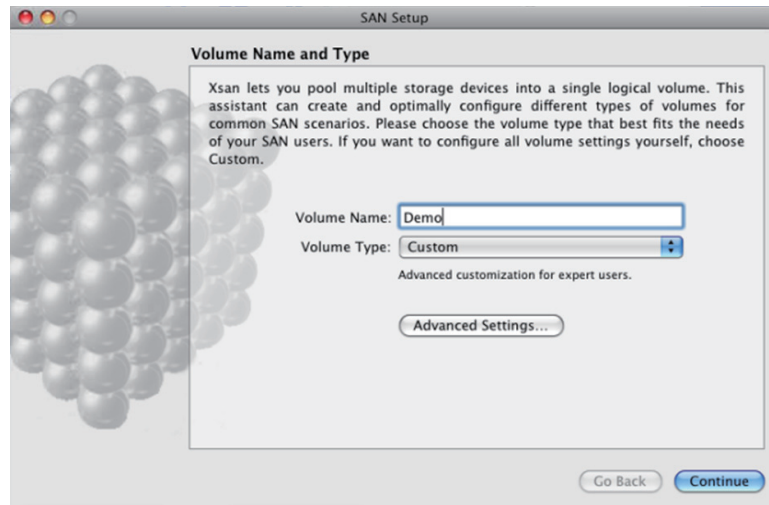 SAN Setup
Volume Name and Type
Xsan lets you pool multiple storage devices into a single logical volume. This
assistant can create and optimally configure different types of volumes for
common SAN scenarios. Please choose the volume type that best fits the needs
of your SAN users. If you want to configure all volume settings yourself, choose
Custom.
Volume Name: Demo
Volume Type: Custom
Advanced customization for expert users.
Advanced Settings...
Go Back Continue